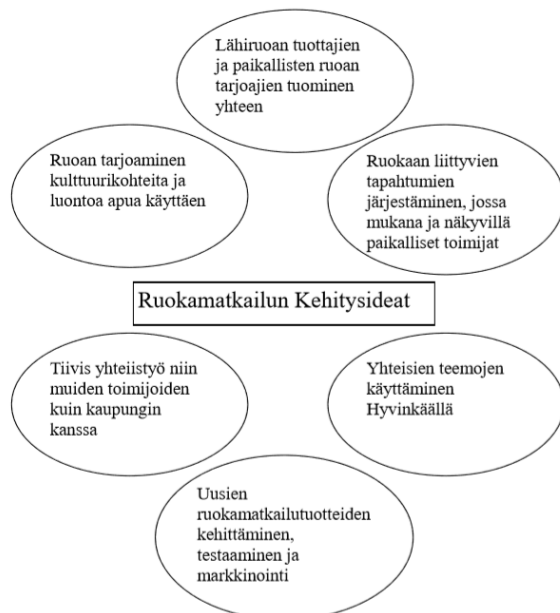 Lähiruoan tuottajien
ja paikallisten ruoan
tarjoajien tuominen
yhteen
Ruoan tarjoaminen
kulttuurikohteita ja
luontoa apua käyttäen
Ruokaan liittyvien
tapahtumien
järjestäminen, jossa
mukana ja näkyvillä
paikalliset toimijat
Ruokamatkailun Kehitysideat
Tiivis yhteiistyö niin
muiden toimijoiden
kuin kaupungin
kanssa
Yhteisien teemojen
käyttäminen
Hyvinkäällä
Uusien
ruokamatkailutuotteiden
kehittäminen,
testaaminen ja
markkinointi